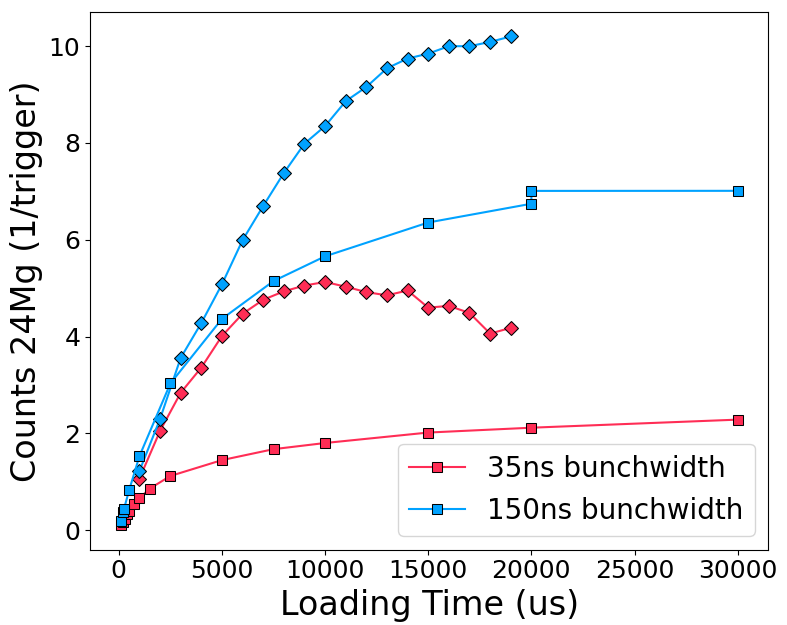 Counts 24Mg (1/trigger)
10
8
6
4
2
0
35ns bunchwidth
150ns bunchwidth
0 5000 10000 15000 20000 25000 30000
Loading Time (us)